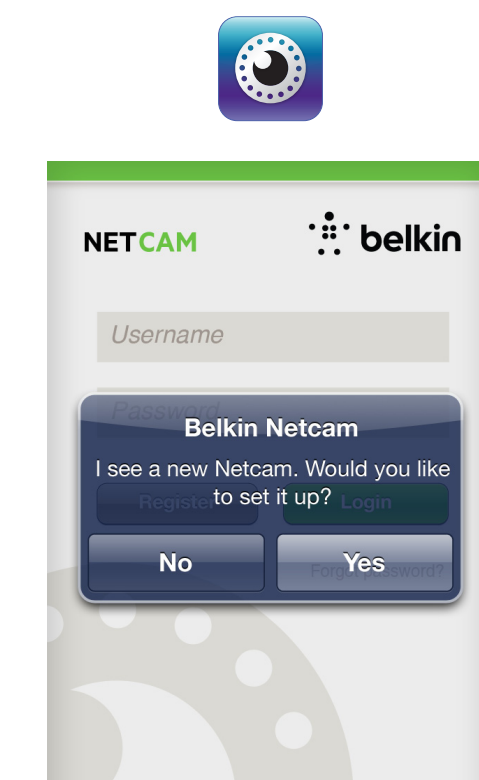 NETCAM belkin
Username
Password
Belkin Netcam
I see a new Netcam. Would you like
to set it up?
Register Login
No Yes
Forgot password?